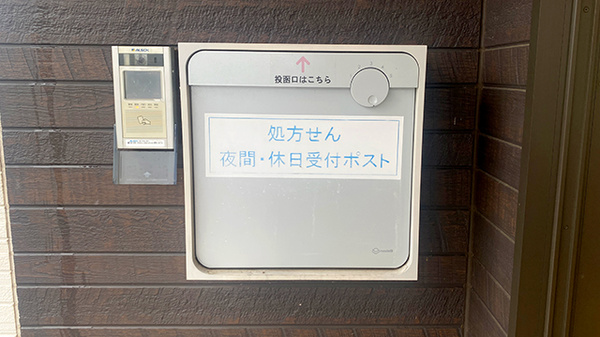 投函口はこちら
処方せん
夜間・休日受付ポスト